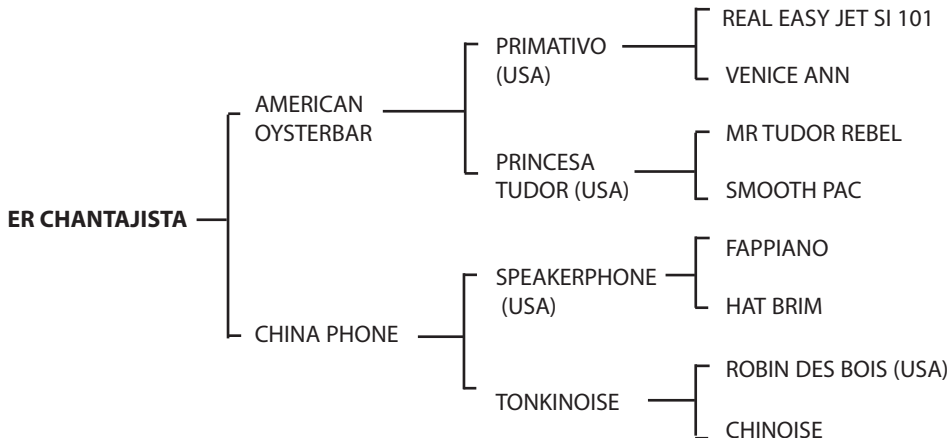 REAL EASY JET SI 101
PRIMATIVO
(USA)
VENICE ANN
AMERICAN
OYSTERBAR
MR TUDOR REBEL
PRINCESA
TUDOR (USA)
SMOOTH PAC
ER CHANTAJISTA
FAPPIANO
SPEAKERPHONE
(USA)
HAT BRIM
CHINA PHONE
ROBIN DES BOIS (USA)
TONKINOISE
CHINOISE